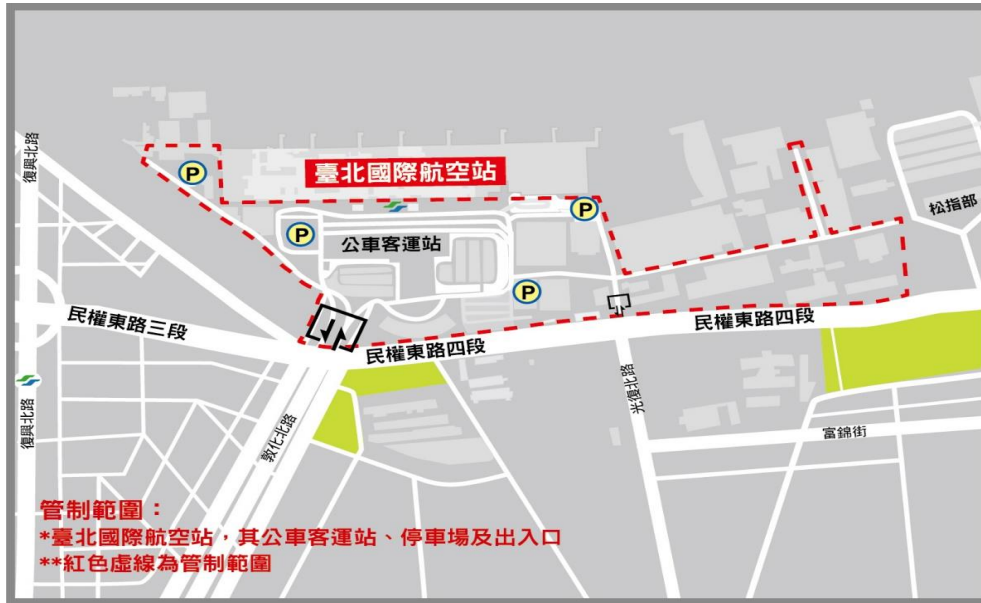 復興北路
P
臺北國際航空站
P
P
松指部
公車客運站
P
民權東路三段
民權東路四段
民權東路四段
復興北路
敦化北路
光復北路
富錦街
管制範圍：
*臺北國際航空站，其公車客運站、停車場及出入口
**紅色虛線為管制範圍